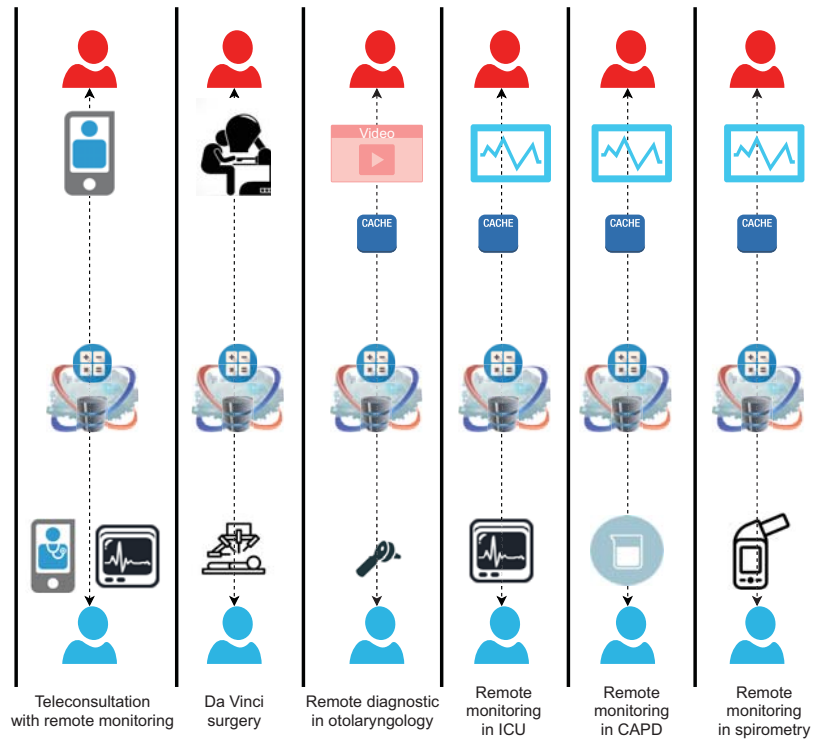 Video
CACHE
CACHE
CACHE
CACHE
Teleconsultation
with remote monitoring
Da Vinci
surgery
Remote diagnostic
in otolaryngology
Remote
monitoring
in ICU
Remote
monitoring
in CAPD
Remote
monitoring
in spirometry